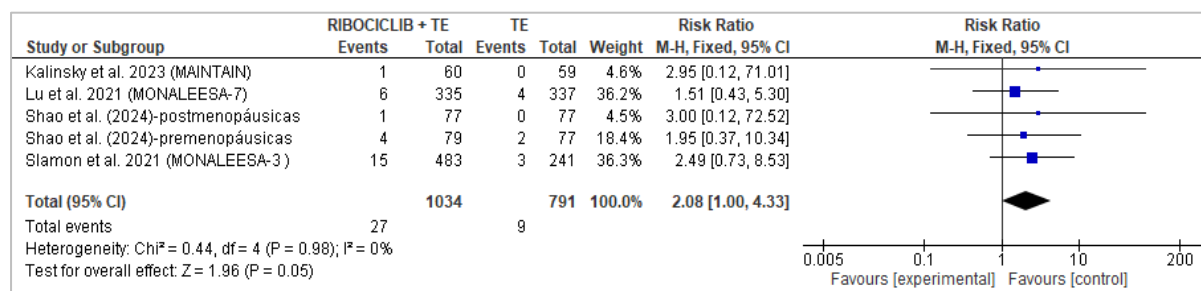 RIBOCICLIB + TE TE Risk Ratio Risk Ratio
Study or Subgroup Events Total Events Total Weight M-H, Fixed, 95% CI M-H, Fixed, 95% CI
Kalinsky et al. 2023 (MAINTAIN) 1 60 0 59 4.6% 2.95 [0.12, 71.01]
Lu et al. 2021 (MONALEESA-7) 6 335 4 337 36.2% 1.51 [0.43, 5.30]
Shao et al. (2024)-postmenopáusicas 1 77 0 77 4.5% 3.00 [0.12, 72.52]
Shao et al. (2024)-premenopáusicas 4 79 2 77 18.4% 1.95 [0.37, 10.34]
Slamon et al. 2021 (MONALEESA-3 ) 15 483 3 241 36.3% 2.49 [0.73, 8.53]
Total (95% CI) 1034 791 100.0% 2.08 [1.00, 4.33]
Total events 27 9
Heterogeneity: Chi² = 0.44, df = 4 (P = 0.98); I² = 0%
Test for overall effect: Z = 1.96 (P = 0.05)
0.005 0.1 1 10 200
Favours [experimental] Favours [control]